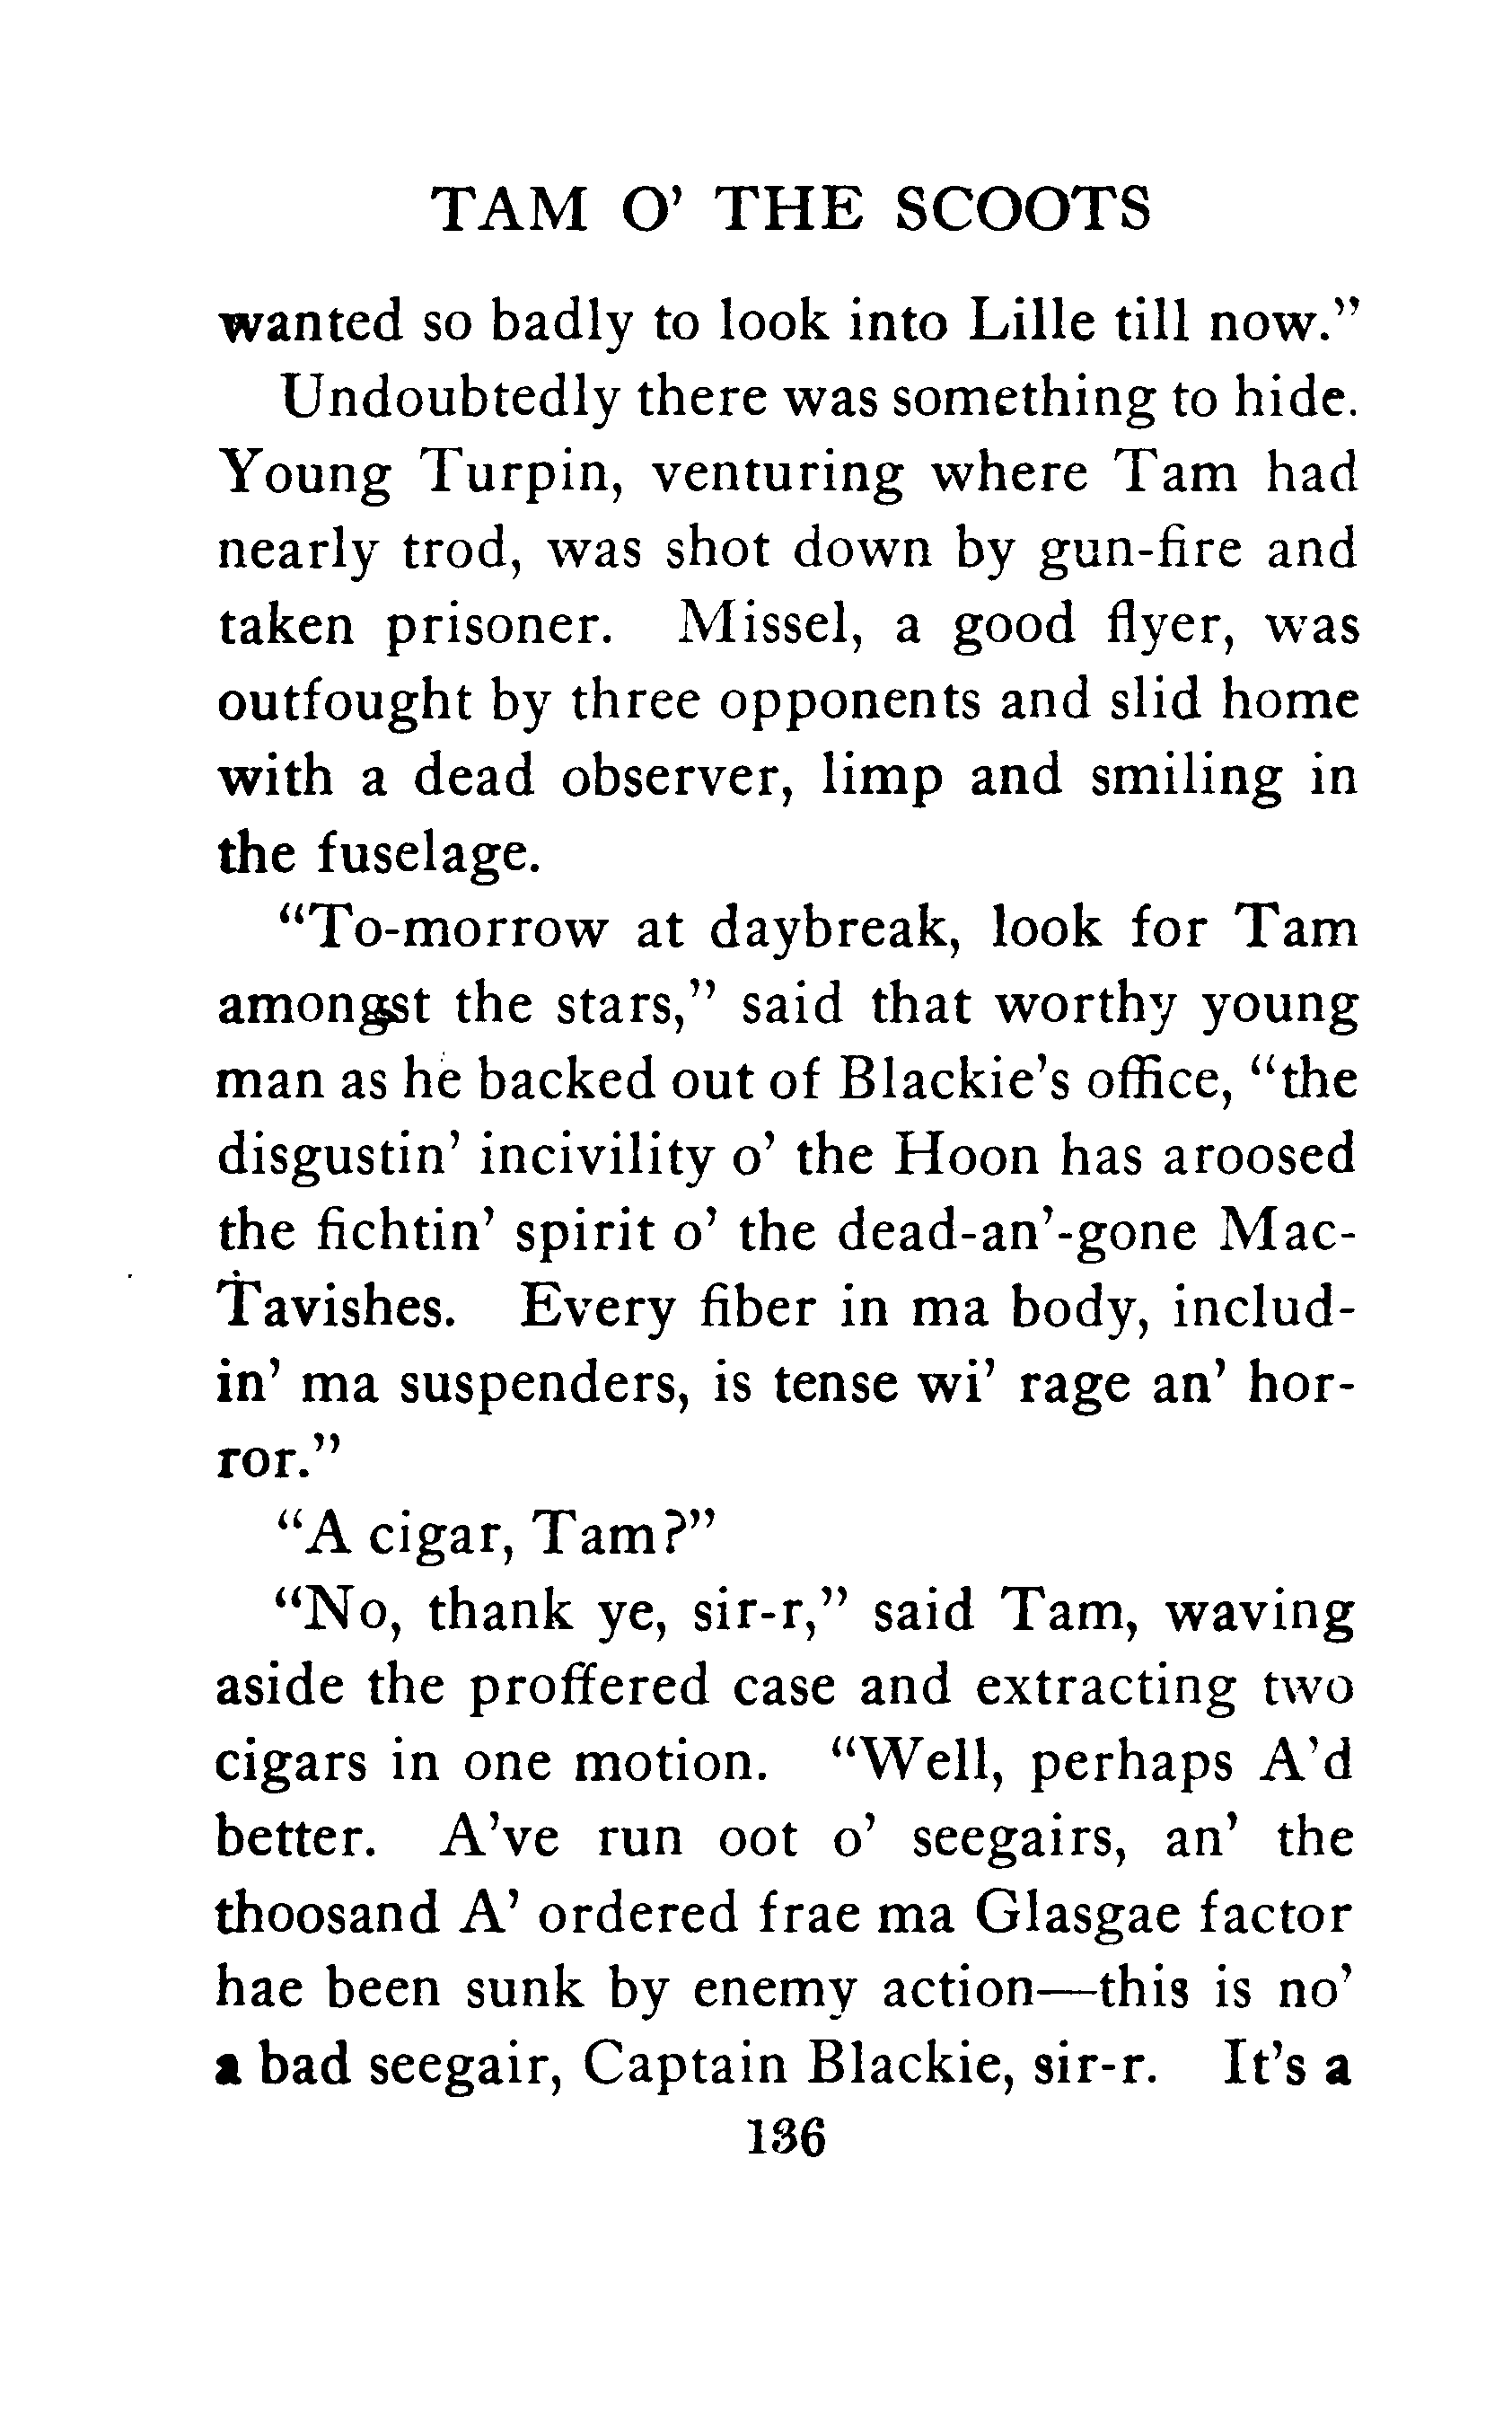 TAM O' THE SCOOTS
wanted so badly to look into Lille till now."
Undoubtedly there was something to hide.
Young Turpin, venturing where Tam had
nearly trod, was shot down by gun-fire and
taken prisoner. Missel, a good flyer, was
outfought by three opponents and slid home
with a dead observer, limp and smiling in
the fuselage.
"To-morrow at daybreak, look for Tam
amongst the stars," said that worthy young
man as he backed out of Blackie's office, "the
disgustin' incivility o' the Hoon has aroosed
the fichtin' spirit o' the dead-an'-gone Mac-
Tavishes. Every fiber in ma body, includ-
in' ma suspenders, is tense wi' rage an' hor-
ror."
"A cigar, Tam?"
"No, thank ye, sir-r," said Tam, waving
aside the proffered case and extracting two
cigars in one motion. "Well, perhaps A'd
better. A've run oot o' seegairs, an' the
thoosand A' ordered frae ma Glasgae factor
hae been sunk by enemy action—this is no'
a bad seegair, Captain Blackie, sir-r. It's a
136